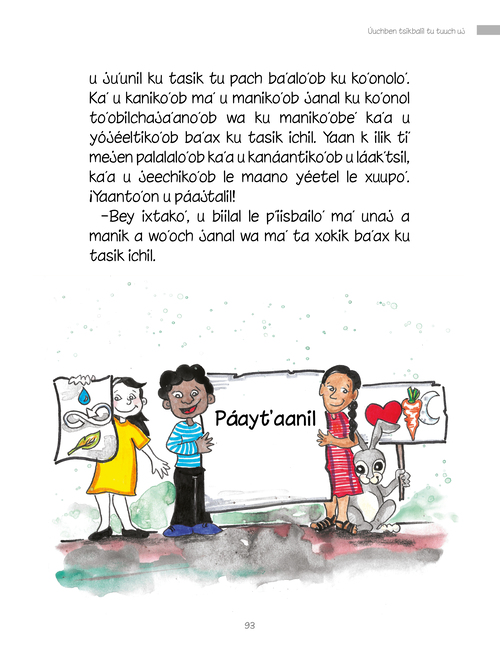 Úuchben tsikbalil tu tuuch uj
u ju'unil ku tasik tu pach ba'alo'ob ku ko'onolo'.
Ka' u kaniko'ob ma' u maniko'ob janal ku ko'onol
to'obilchaja'ano'ob wa ku maniko'obe' ka'a u
yójéeltiko'ob ba'ax ku tasik ichil. Yaan k ilik ti'
mejen palalalo'ob ka'a u kanáantiko'ob u láak'tsil,
ka'a u jeechiko'ob le maano yéetel le xuupo'.
¡Yaanto'on u páajtalil!
–Bey ixtako', u biilal le p'iisbailo' ma' unaj a
manik a wo'och janal wa ma' ta xokik ba'ax ku
tasik ichil.
Páayt'aanil
93